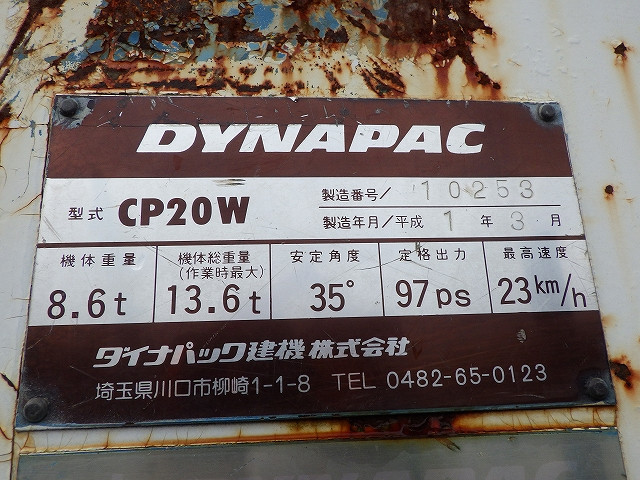 DYNAPAC
型式 CP20W
製造番号/ 10253
製造年月/平成 1 年 3 月
機体重量 機体総重量 安定角度 定格出力 最高速度
(作業時最大)
8.6t 13.6t 35° 97ps 23km/h
ダイナパック建機株式会社
埼玉県川口市柳崎1-1-8 TEL 0482-65-0123
DYNAPAC